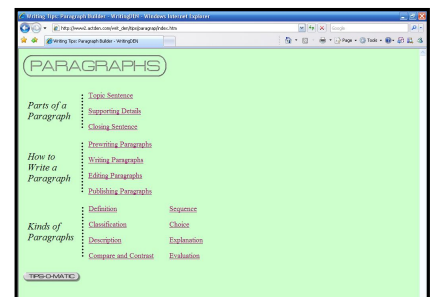 Writing Tips: Paragraph Builder - WritingDEN - Windows Internet Explorer
http://www2.actden.com/writ_den/tips/paragrap/index.htm
Google
Writing Tips: Paragraph Builder - WritingDEN
Page
Tools
PARAGRAPHS
Parts of a
Paragraph
Topic Sentence
Supporting Details
Closing Sentence
How to
Write a
Paragraph
Prewriting Paragraphs
Writing Paragraphs
Editing Paragraphs
Publishing Paragraphs
Kinds of
Paragraphs
Definition
Sequence
Classification
Choice
Description
Explanation
Compare and Contrast
Evaluation
TIPS-O-MATIC